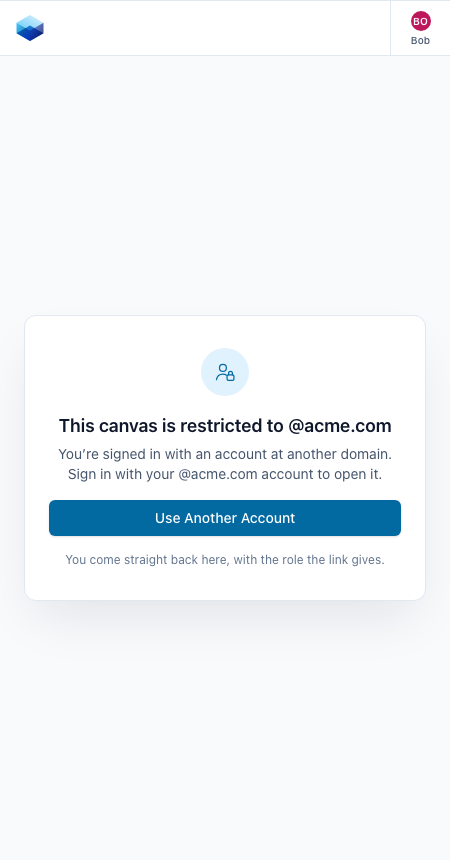 BO
Bob
This canvas is restricted to @acme.com
You’re signed in with an account at another domain.
Sign in with your @acme.com account to open it.
Use Another Account
You come straight back here, with the role the link gives.